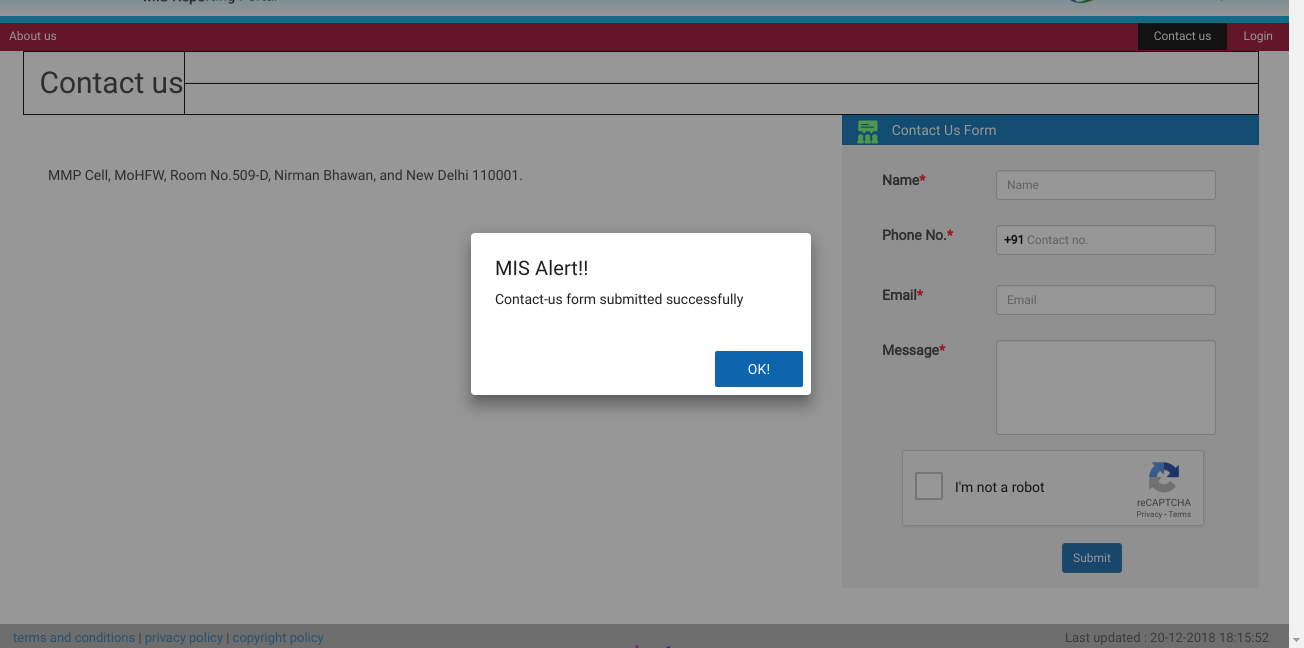 MIS Reporting Portal
About us
Contact us
Login
Contact us
Contact Us Form
MMP Cell, MoHFW, Room No.509-D, Nirman Bhawan, and New Delhi 110001.
Name*
Name
Phone No.*
+91 Contact no.
MIS Alert!!
Contact-us form submitted successfully
OK!
Email*
Email
Message*
I'm not a robot
reCAPTCHA
Privacy - Terms
Submit
terms and conditions | privacy policy | copyright policy
Last updated : 20-12-2018 18:15:52